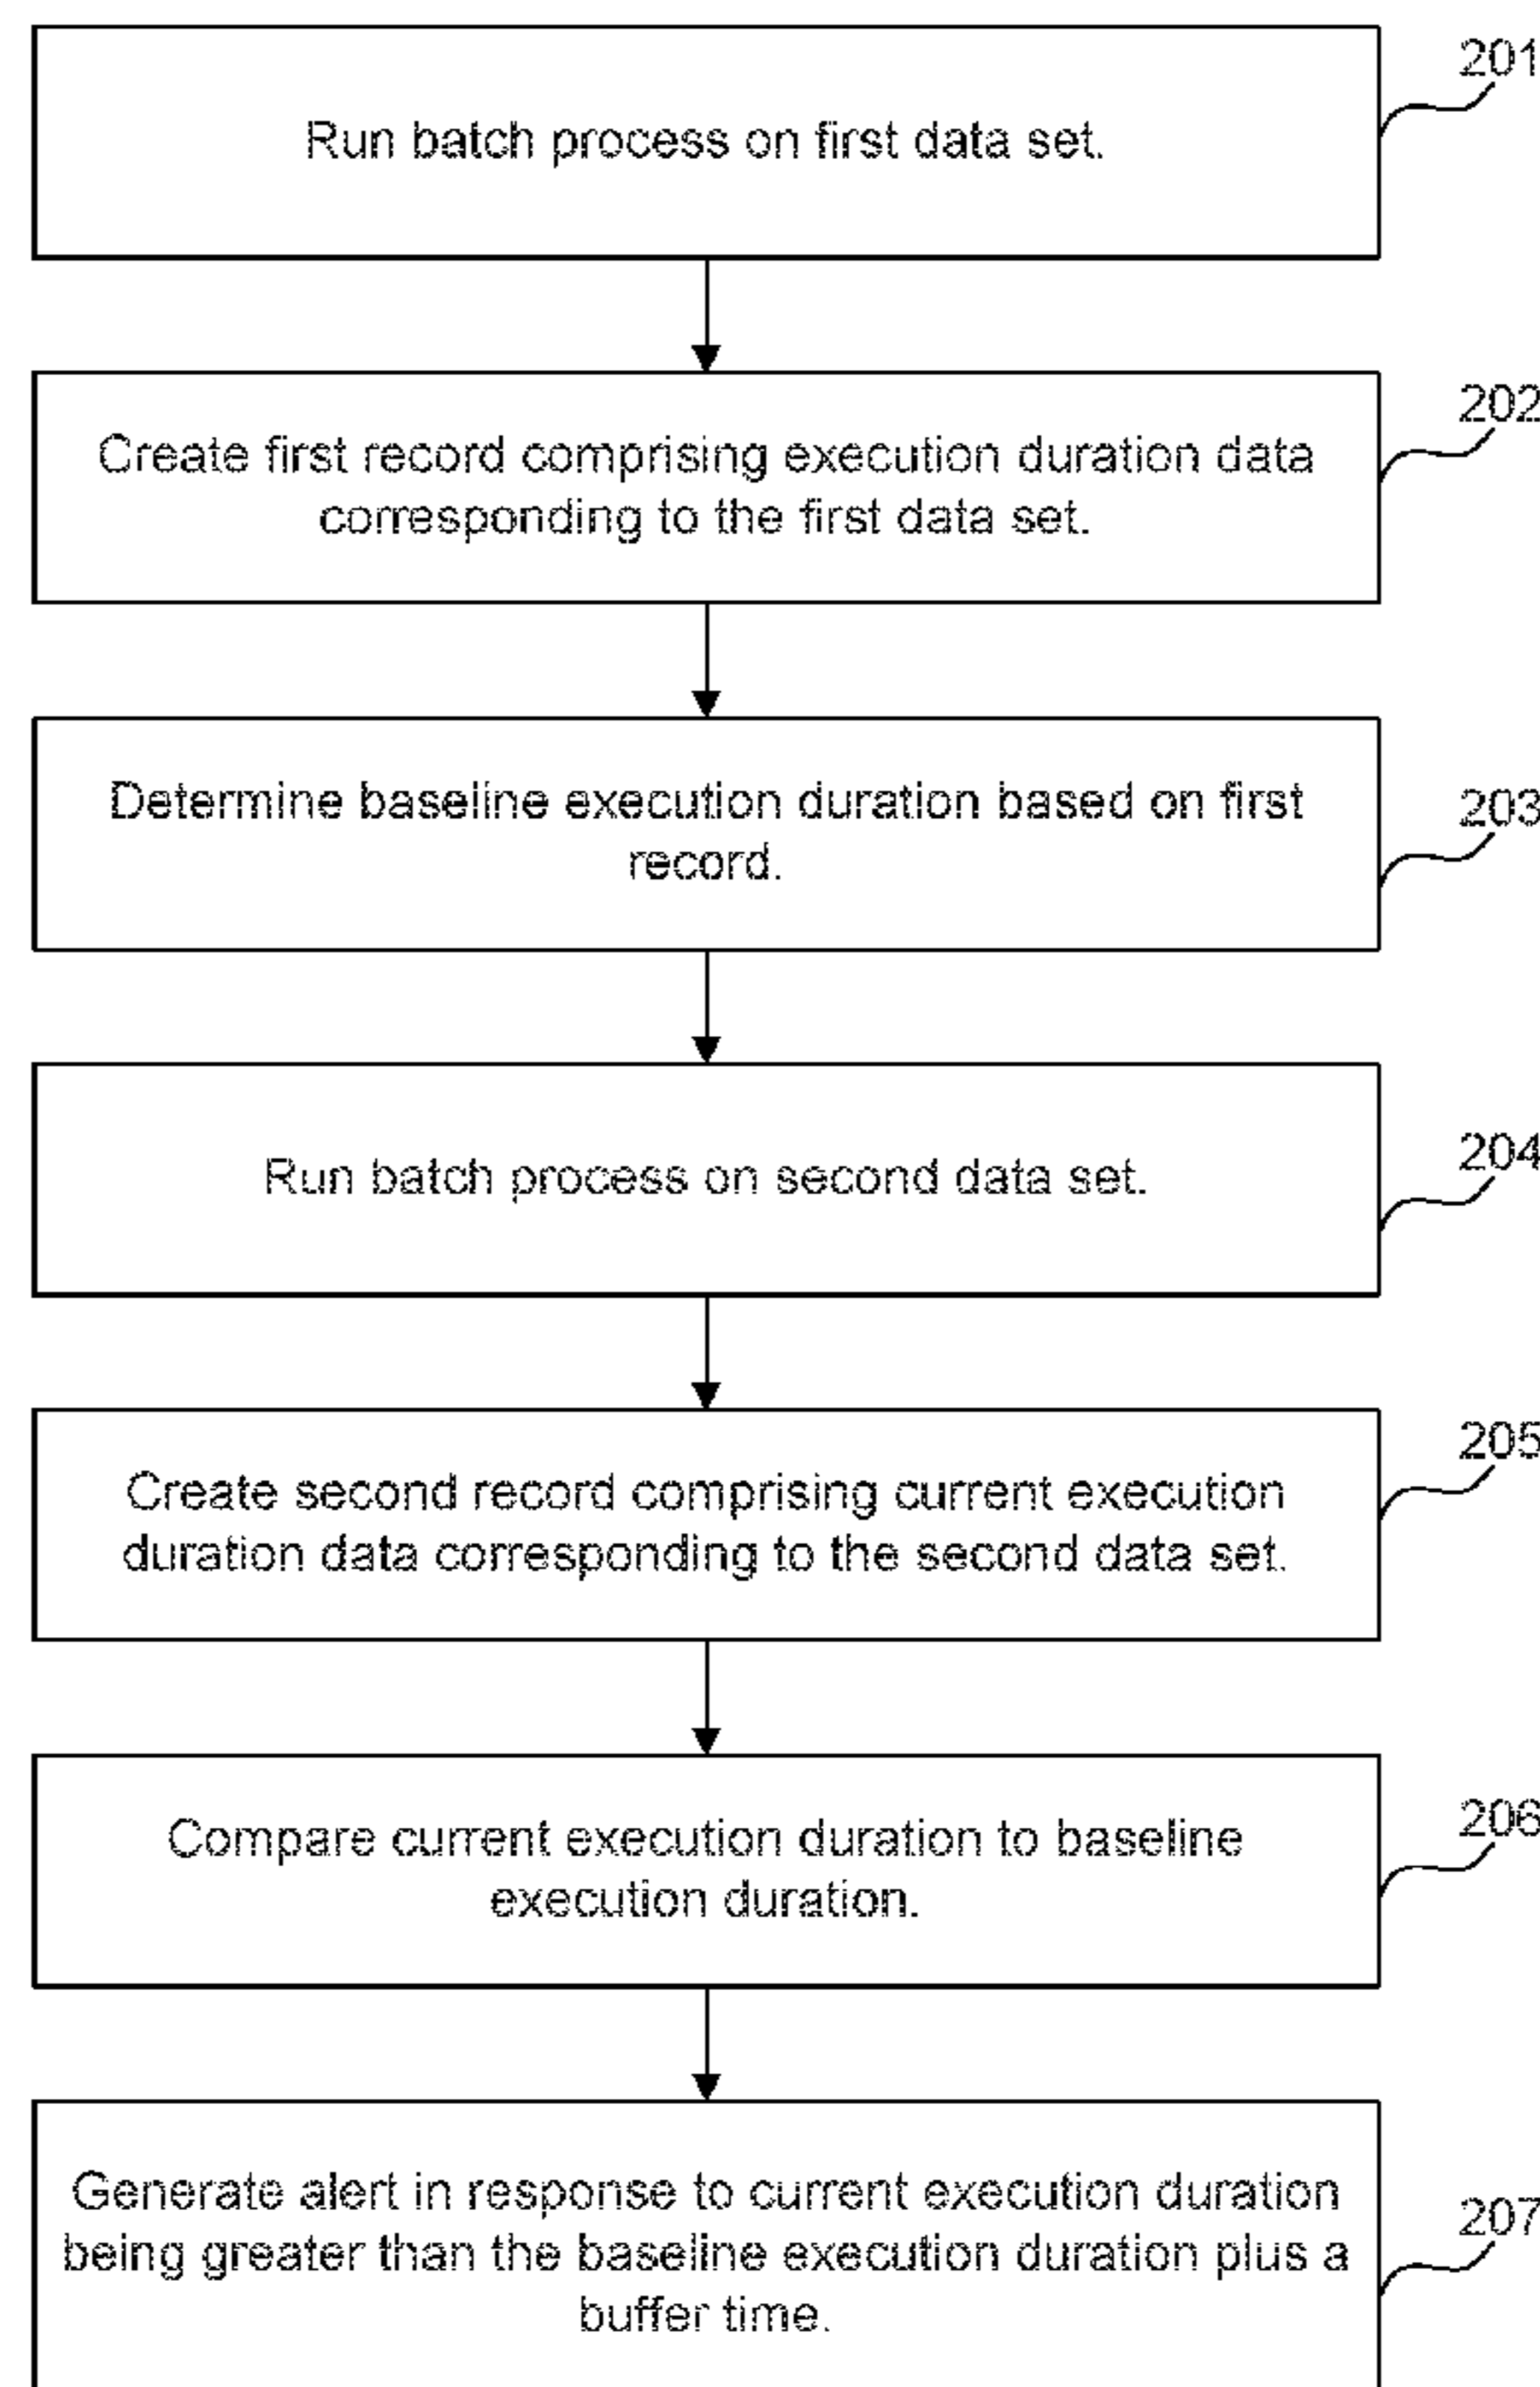 201
Run batch process on first data set.
202
Create first record comprising execution duration data
corresponding to the first data set.
203
Determine baseline execution duration based on first
record.
204
Run batch process on second data set.
205
Create second record comprising current execution
duration data corresponding to the second data set.
206
Compare current execution duration to baseline
execution duration.
207
Generate alert in response to current execution duration
being greater than the baseline execution duration plus a
buffer time.